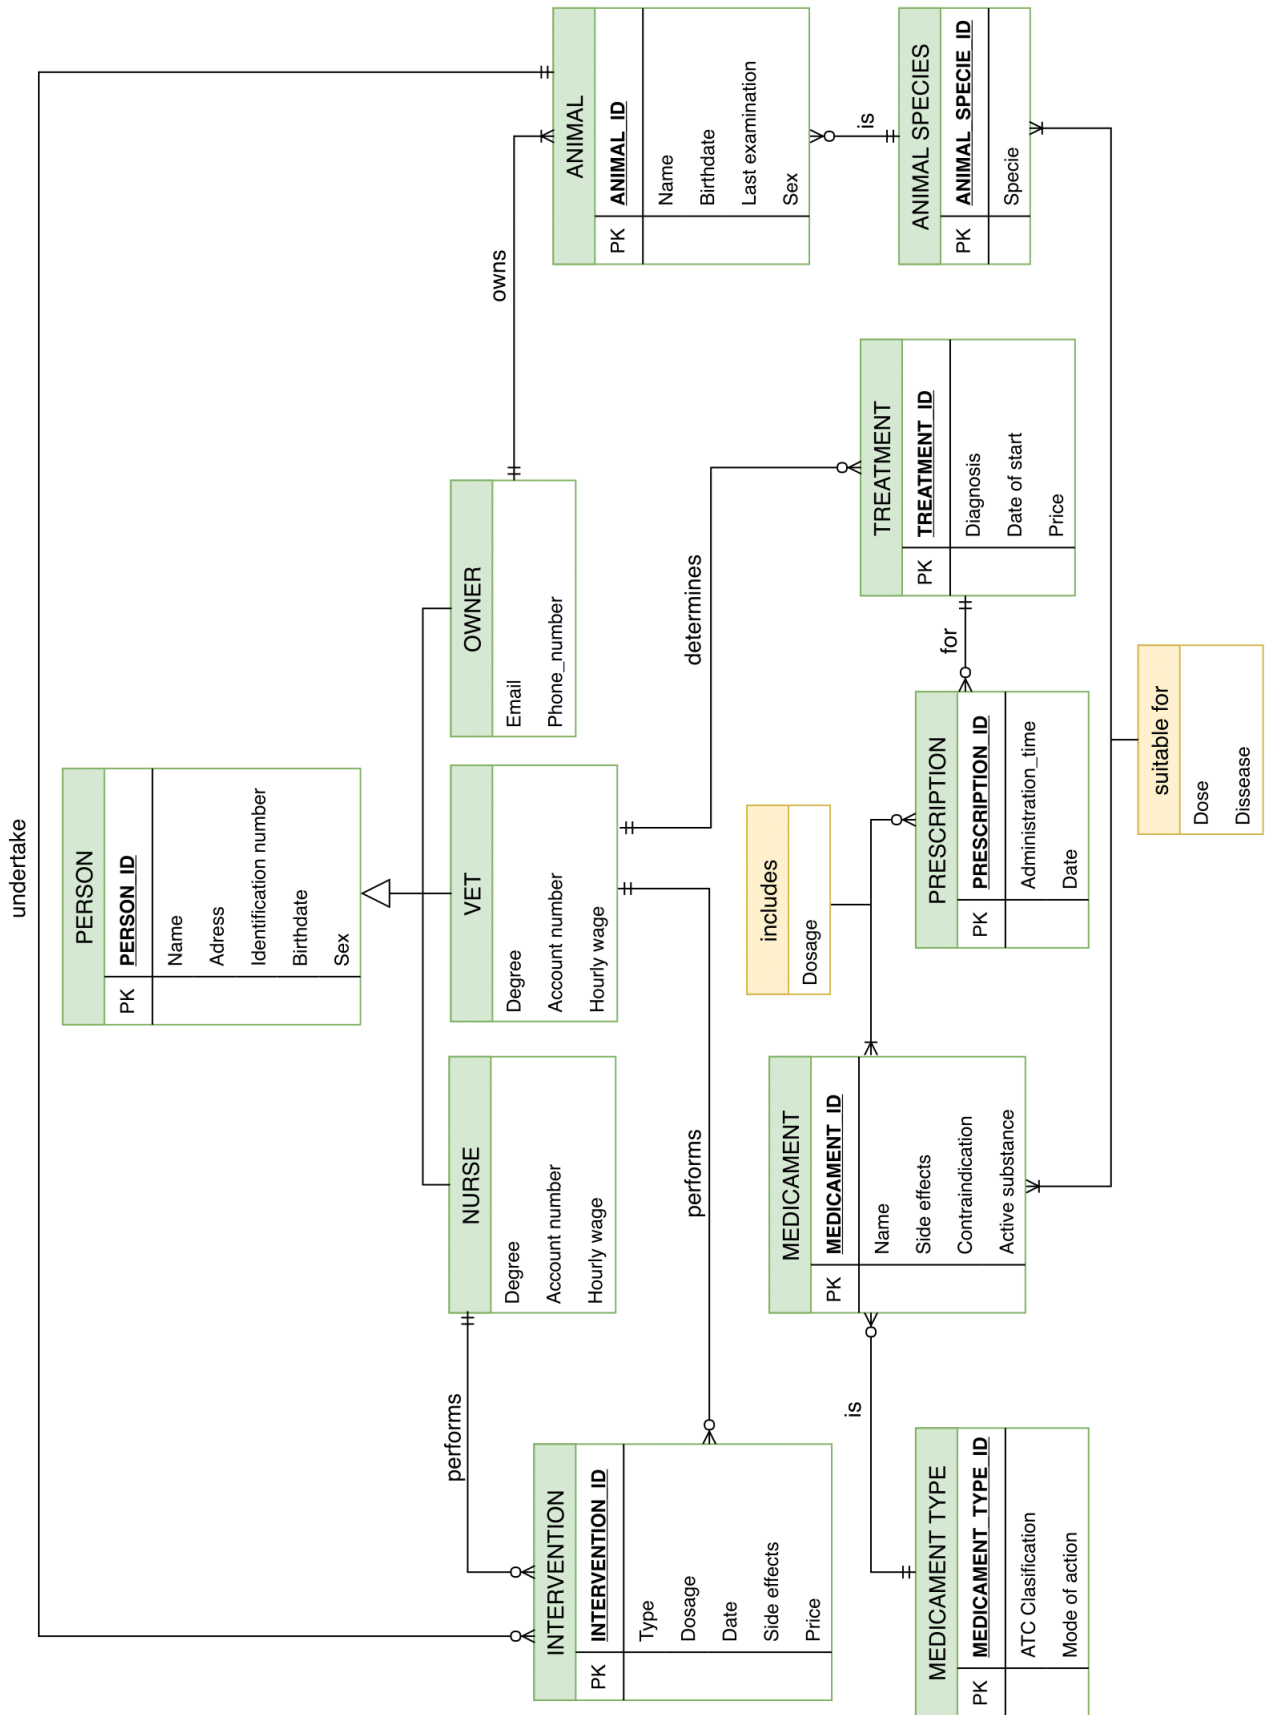 undertake
PERSON
PK PERSON_ID
Name
Adress
Identification number
Birthdate
Sex
NURSE
Degree
Account number
Hourly wage
VET
Degree
Account number
Hourly wage
OWNER
Email
Phone_number
owns
ANIMAL
PK ANIMAL_ID
Name
Birthdate
Last examination
Sex
is
ANIMAL SPECIES
PK ANIMAL_SPECIE_ID
Specie
performs
performs
determines
INTERVENTION
PK INTERVENTION_ID
Type
Dosage
Date
Side effects
Price
is
MEDICAMENT TYPE
PK MEDICAMENT_TYPE_ID
ATC Clasification
Mode of action
MEDICAMENT
PK MEDICAMENT_ID
Name
Side effects
Contraindication
Active substance
includes
Dosage
PRESCRIPTION
PK PRESCRIPTION_ID
Administration_time
Date
for
TREATMENT
PK TREATMENT_ID
Diagnosis
Date of start
Price
suitable for
Dose
Dissease